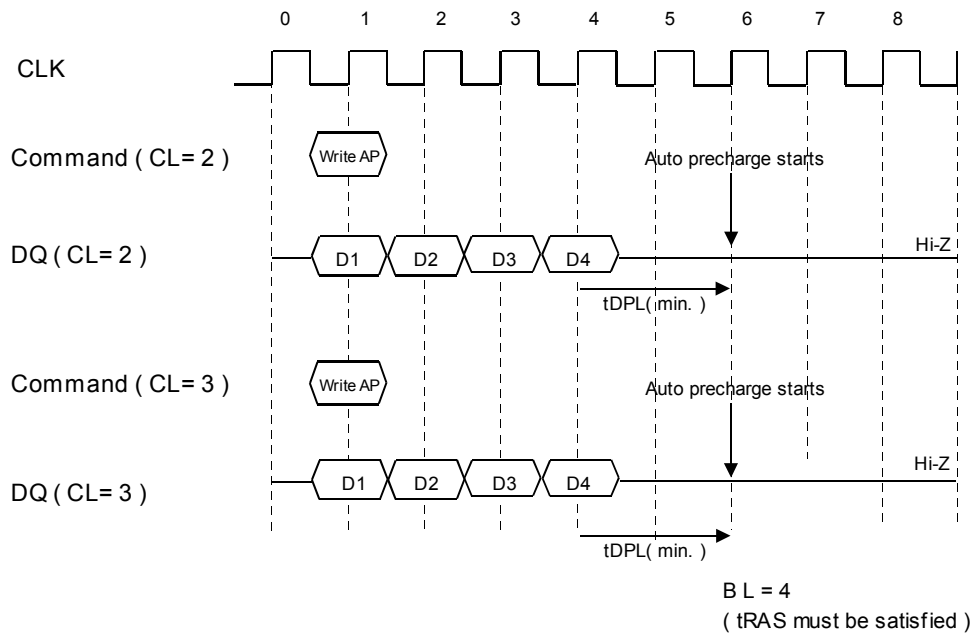 0 1 2 3 4 5 6 7 8
CLK
Command ( CL= 2 )
Write AP
Auto precharge starts
DQ ( CL= 2 )
D1 D2 D3 D4
Hi-Z
tDPL( min. )
Command ( CL= 3 )
Write AP
Auto precharge starts
DQ ( CL= 3 )
D1 D2 D3 D4
Hi-Z
tDPL( min. )
B L = 4
( tRAS must be satisfied )